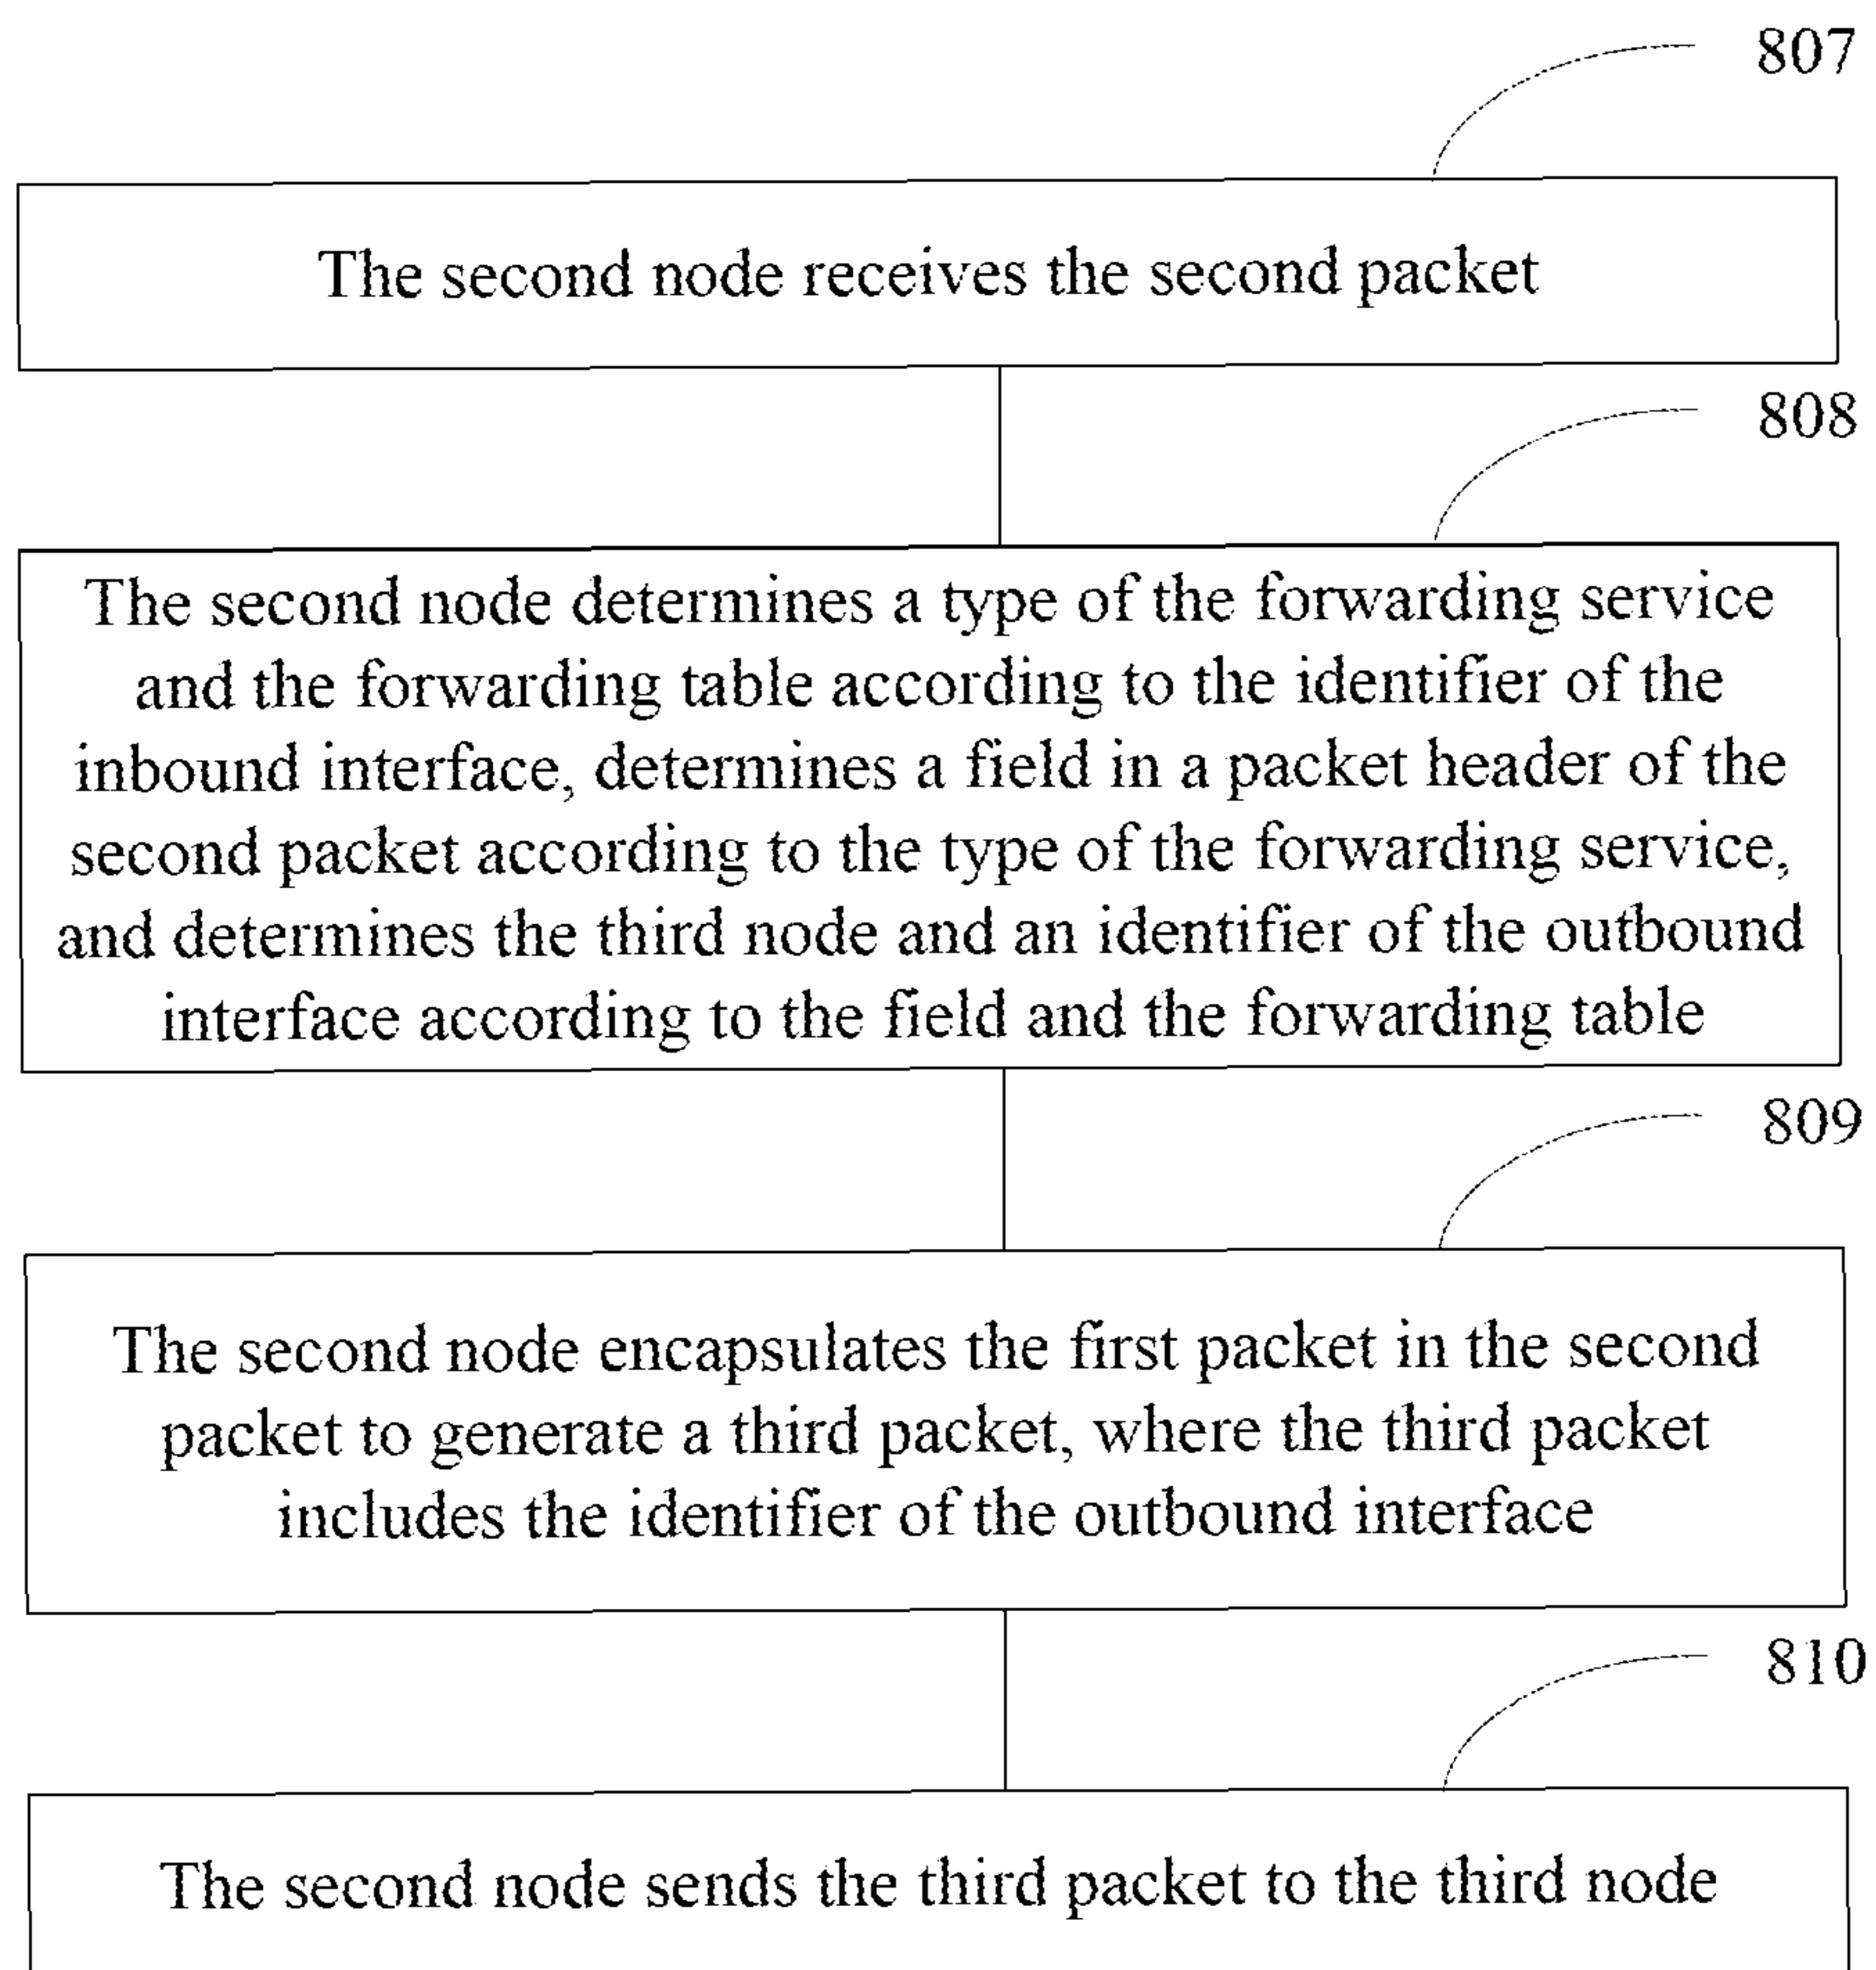 807
The second node receives the second packet
808
The second node determines a type of the forwarding service
and the forwarding table according to the identifier of the
inbound interface, determines a field in a packet header of the
second packet according to the type of the forwarding service,
and determines the third node and an identifier of the outbound
interface according to the field and the forwarding table
809
The second node encapsulates the first packet in the second
packet to generate a third packet, where the third packet
includes the identifier of the outbound interface
810
The second node sends the third packet to the third node